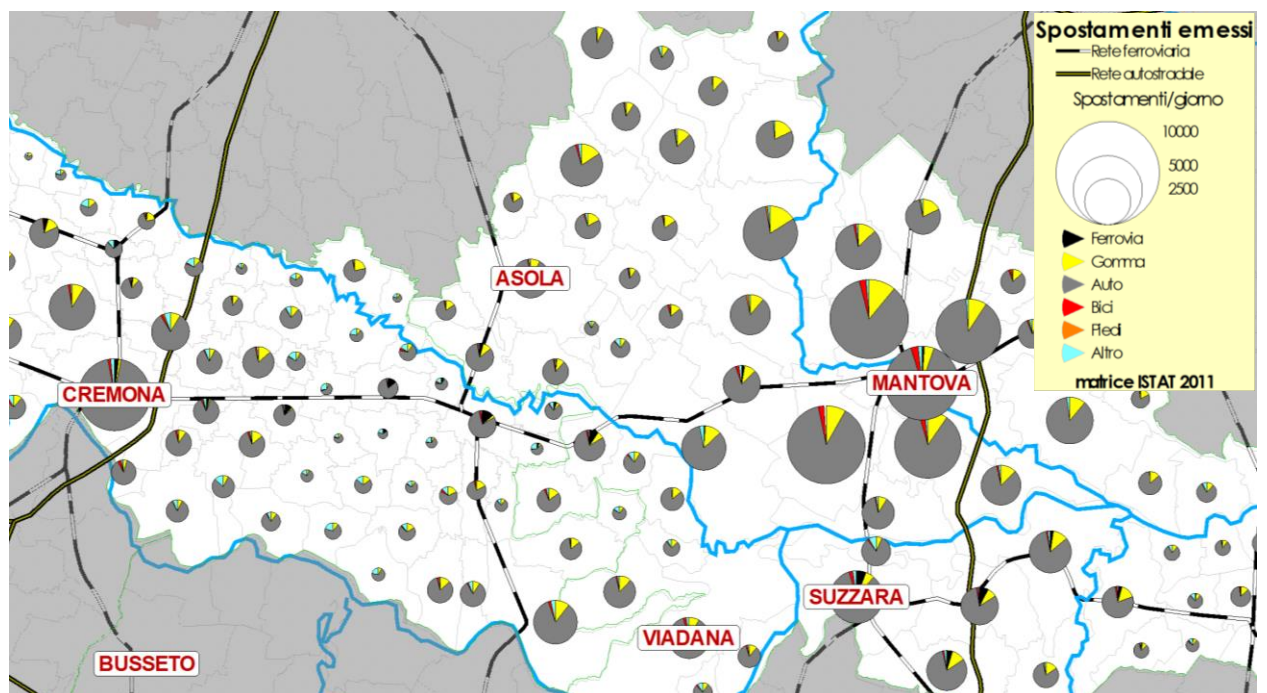 Spostamenti emessi
Rete ferroviaria
Rete autostradale
Spostamenti/giorno
10000
5000
2500
Ferrovia
Gomma
Auto
Bici
Piedi
Altro
matrice ISTAT 2011
ASOLA
CREMONA
MANTOVA
SUZZARA
VIADANA
BUSSETO